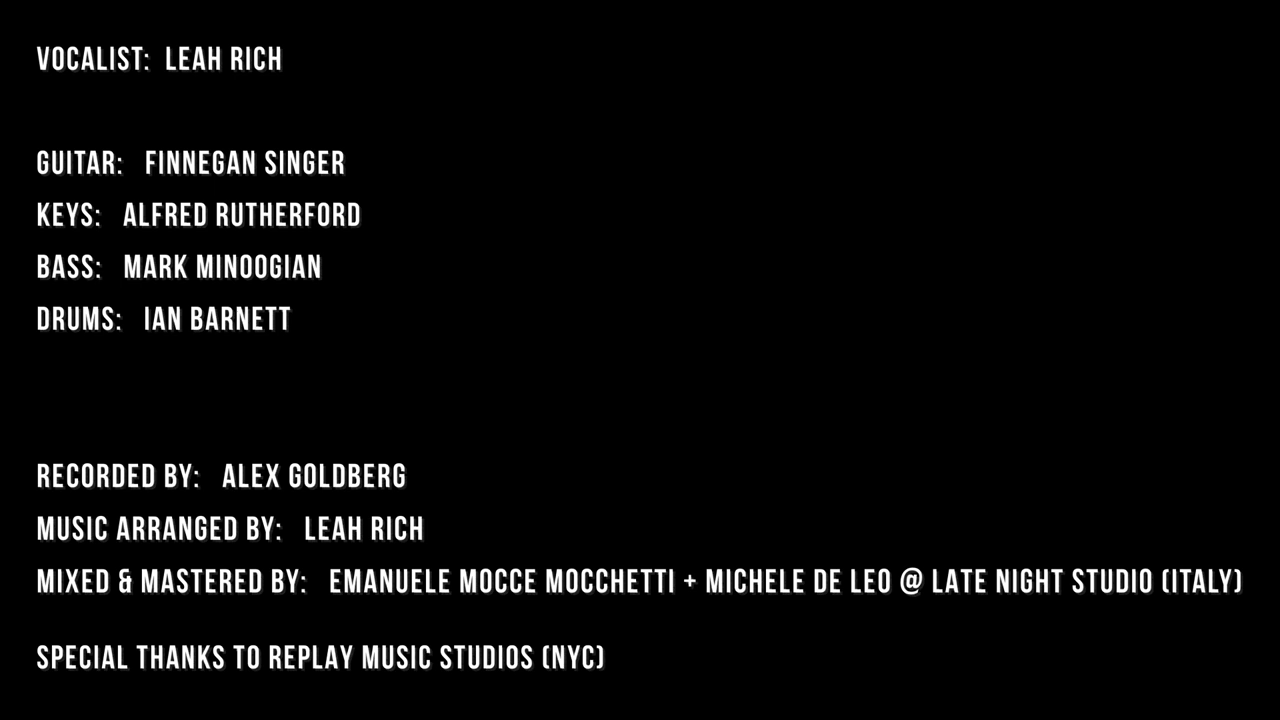 VOCALIST: LEAH RICH
GUITAR: FINNEGAN SINGER
KEYS: ALFRED RUTHERFORD
BASS: MARK MINOOGIAN
DRUMS: IAN BARNETT
RECORDED BY: ALEX GOLDBERG
MUSIC ARRANGED BY: LEAH RICH
MIXED & MASTERED BY: EMANUELE MOCCE MOCCHETTI + MICHELE DE LEO @ LATE NIGHT STUDIO (ITALY)
SPECIAL THANKS TO REPLAY MUSIC STUDIOS (NYC)